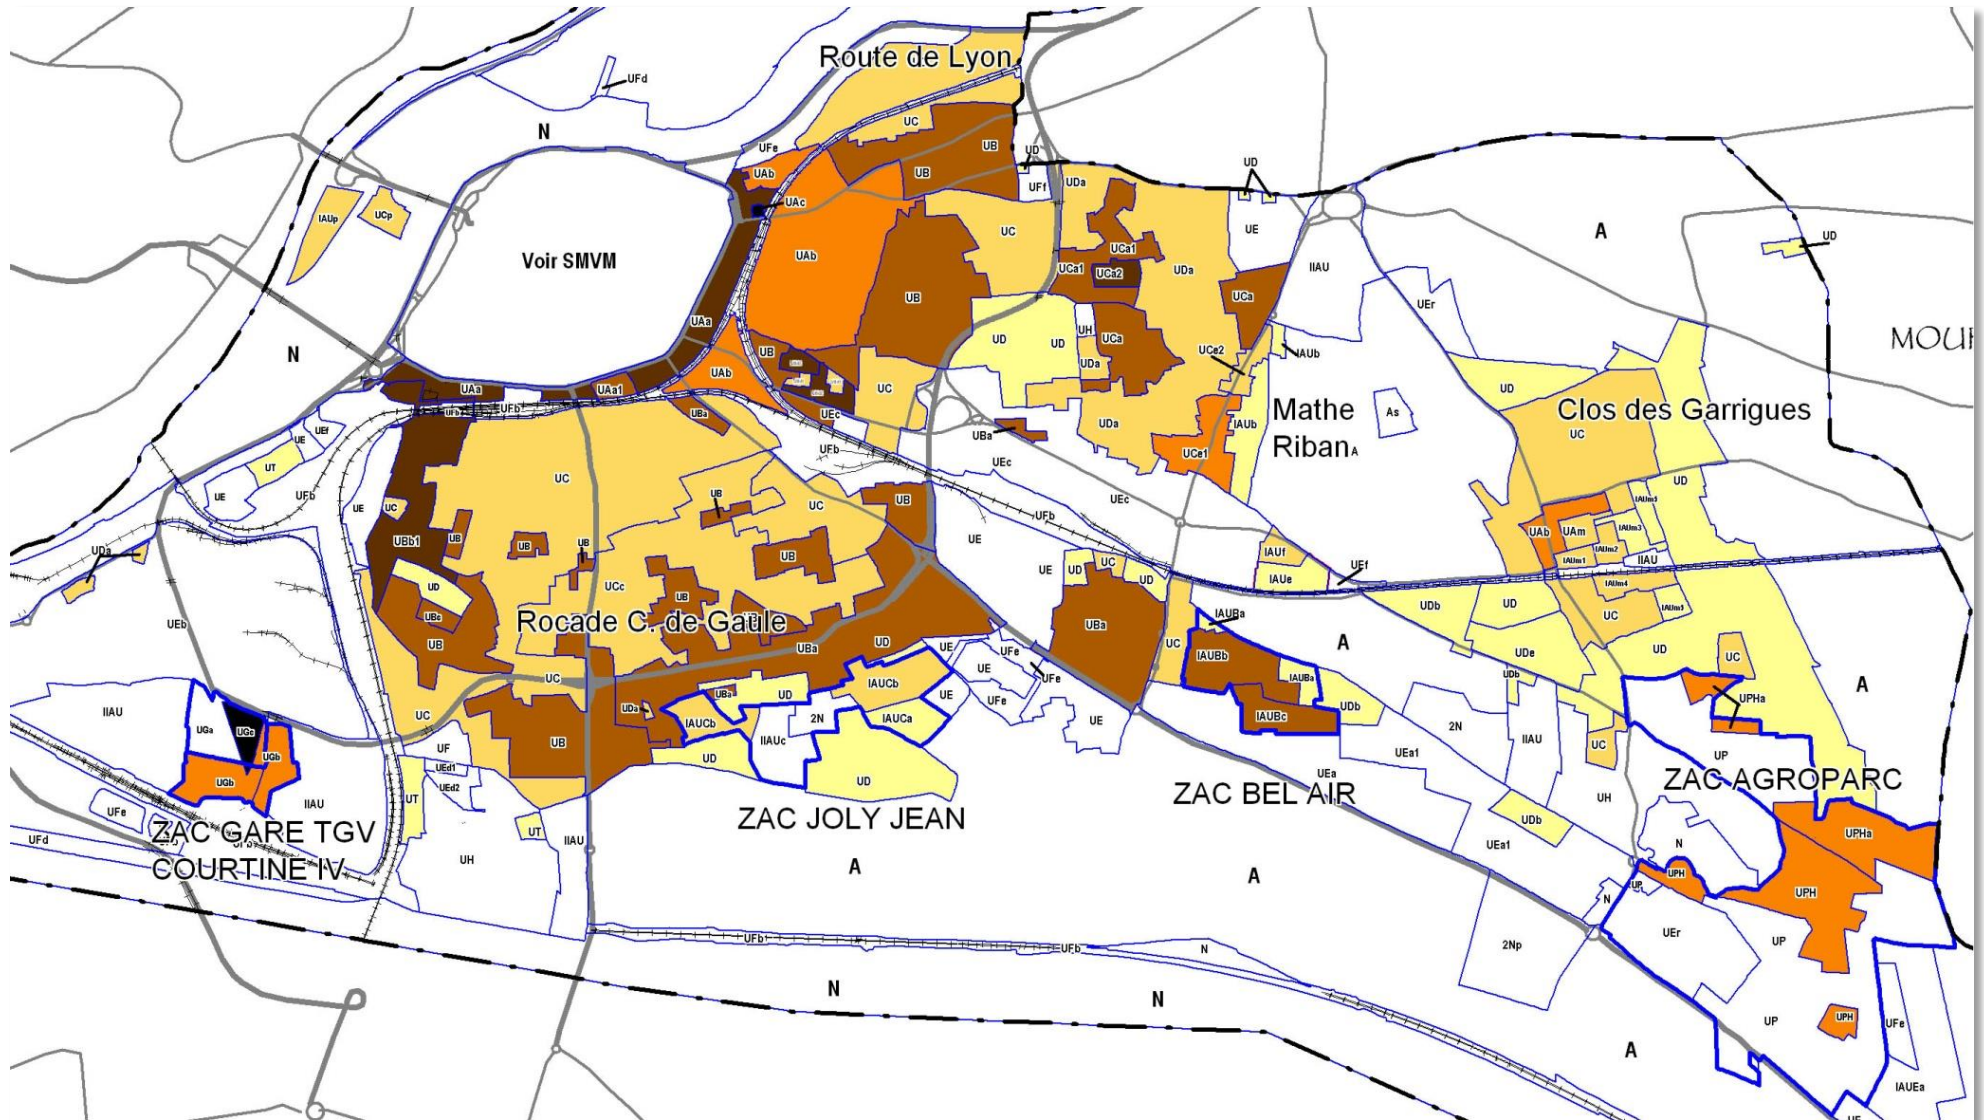 Route de Lyon
UFd
UC
N
UB
UFe
UB
UD
UD
UAb
UFf
UDa
IAUp
UCp
UAc
UE
A
UD
UC
UCa1
Voir SMVM
UAb
UCa1
UCa2
UDa
IIAU
UB
UCa
UEr
MOU
UAa
UH
UD
UD
UCa
N
UB
UCe2
IAUb
UDa
UAb
UC
UD
UAa
UAa1
Mathe
Riban
A
As
Clos des Garrigues
UFb
UFb
UBa
UEc
UDa
IAUb
UC
UEf
UE
UBa
UFb
UCe1
UEc
UT
UC
UD
UE
UFb
UB
UC
UB
UEc
IAUm3
UE
UC
UFb
UAb
UAm
IAUm3
UBb1
UB
UB
UB
UE
IAUf
IAUm2
UDa
UB
IAUm1
IIAU
UC
UEf
UE
UD
UD
IAUe
UD
UCc
IAUm4
UB
UDb
UD
IAUm3
UBc
IAUBa
UC
UEb
Rocade C. de Gaule
UBa
A
UD
UBa
UE
UFe
UC
UB
IAUBb
UDe
UD
UC
UE
UFe
UC
IAUCb
IAUBa
UDb
UPHa
A
UBa
UD
UE
UFe
IIAU
UC
UDa
IAUCb
2N
IAUCa
UE
IAUBc
UDb
2N
IIAU
UGa
UGc
UF
UB
IIAUc
UEa1
UC
UP
UGb
UD
UEd1
UD
UEa
ZAC AGROPARC
UGb
UEd2
ZAC BEL AIR
UH
IIAU
UT
ZAC JOLY JEAN
UFe
ZAC GARE TGV
UDb
UPHa
UFd
UT
IIAU
UEa1
N
COURTINE IV
UH
A
A
UPH
UP
UPH
N
UFb
UFb
N
2Np
UEr
UP
N
N
UP
UPH
UFe
A
IAUEa